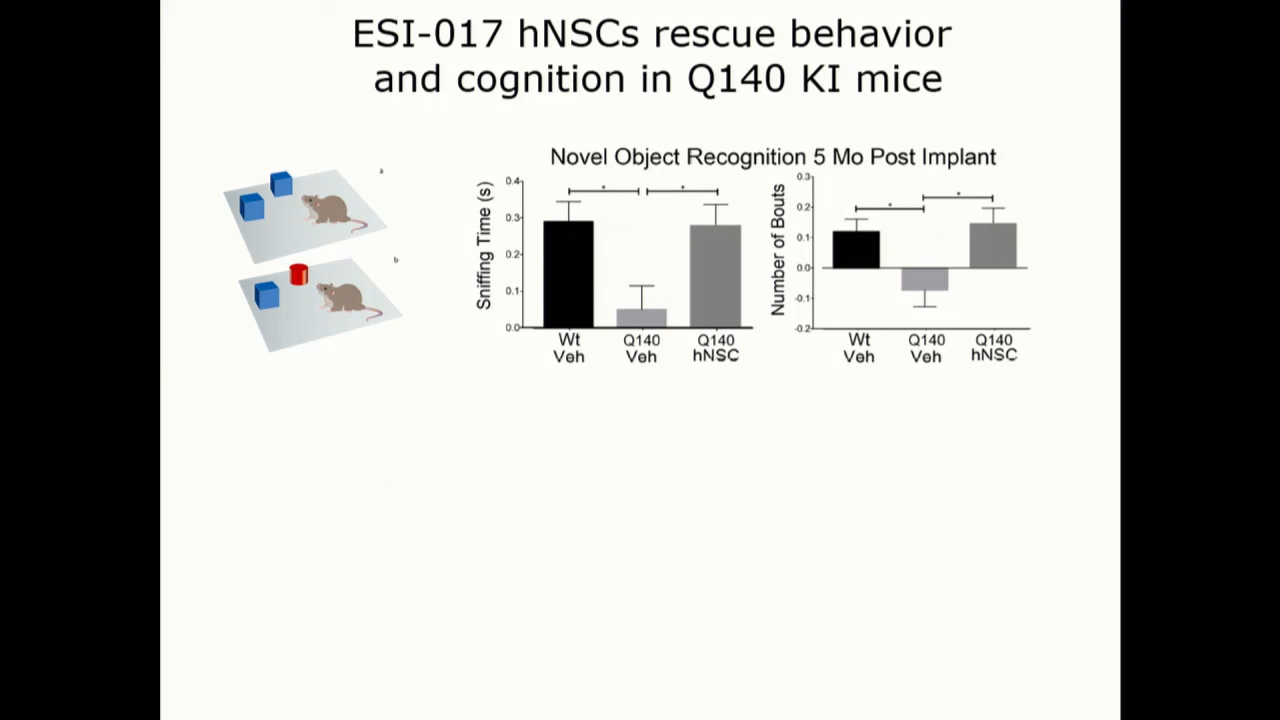 ESI-017 hNSCs rescue behavior
and cognition in Q140 KI mice
a
b
Novel Object Recognition 5 Mo Post Implant
Sniffing Time (s)
0.4
0.3
0.2
0.1
0.0
*
*
Wt
Veh
Q140
Veh
Q140
hNSC
Number of Bouts
0.3
0.2
0.1
0.0
-0.1
-0.2
*
*
Wt
Veh
Q140
Veh
Q140
hNSC